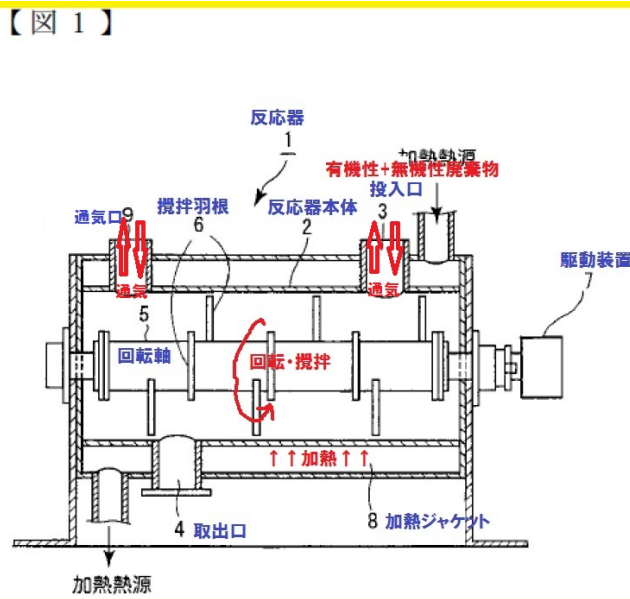 【図1】
反応器
1
加熱熱源
有機性+無機性廃棄物
投入口
3
通気口
9
攪拌羽根
6
反応器本体
2
駆動装置
7
通気
通気
5
回転軸
回転・攪拌
↑↑加熱↑↑
4 取出口
8 加熱ジャケット
加熱熱源